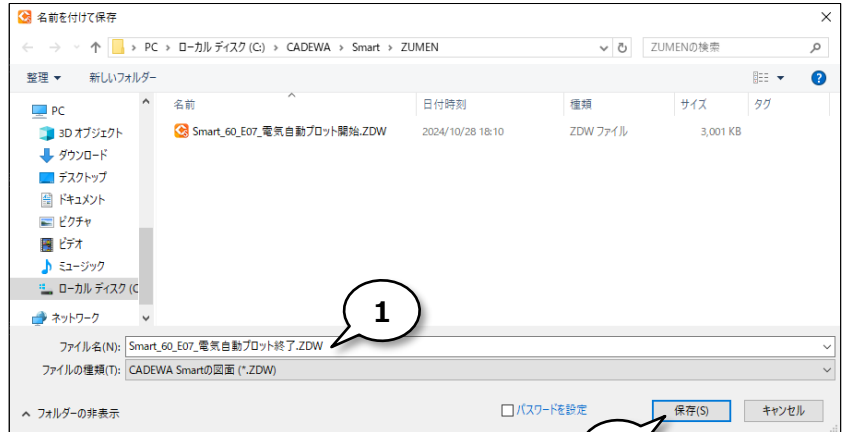 名前を付けて保存
PC > ローカル ディスク (C:) > CADEWA > Smart > ZUMEN
ZUMENの検索
整理
新しいフォルダー
名前 日付時刻 種類 サイズ タグ
Smart_60_E07_電気自動プロット開始.ZDW 2024/10/28 18:10 ZDW ファイル 3,001 KB
PC
3D オブジェクト
ダウンロード
デスクトップ
ドキュメント
ピクチャ
ビデオ
ミュージック
ローカル ディスク (C
ネットワーク
1
ファイル名(N): Smart_60_E07_電気自動プロット終了.ZDW
ファイルの種類(T): CADEWA Smartの図面 (*.ZDW)
フォルダーの非表示
パスワードを設定
保存(S)
キャンセル